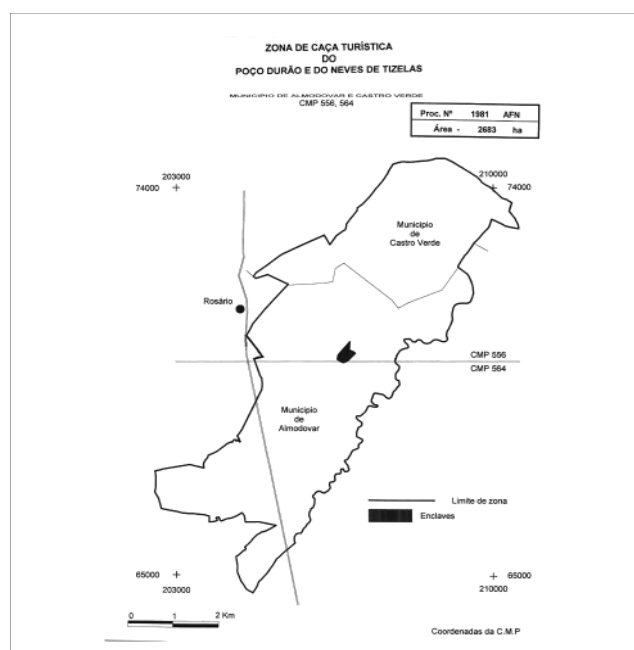 ZONA DE CAÇA TURÍSTICA
DO
POÇO DURÃO E DO NEVES DE TIZELAS
MUNICIPIO DE ALMODOVAR E CASTRO VERDE
CMP 556, 564
Proc. Nº 1981 AFN
Área - 2683 ha
203000
74000
210000
74000
Município
de
Castro Verde
Rosário
CMP 556
CMP 564
Município
de
Almodovar
Limite de zona
Enclaves
65000
203000
65000
210000
0 1 2 Km
Coordenadas da C.M.P